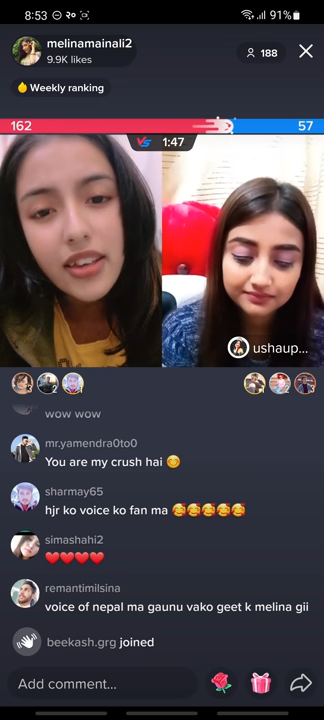 8:53 २० 91%
melinamainali2
9.9K likes
188
Weekly ranking
162 57
VS 1:47
ushaup...
wow wow
mr.yamendra0to0
You are my crush hai 😊
sharmay65
hjr ko voice ko fan ma 🥰🥰🥰🥰🥰
simashahi2
❤️❤️❤️❤️
remantimilsina
voice of nepal ma gaunu vako geet k melina gii
beekash.grg joined
Add comment...